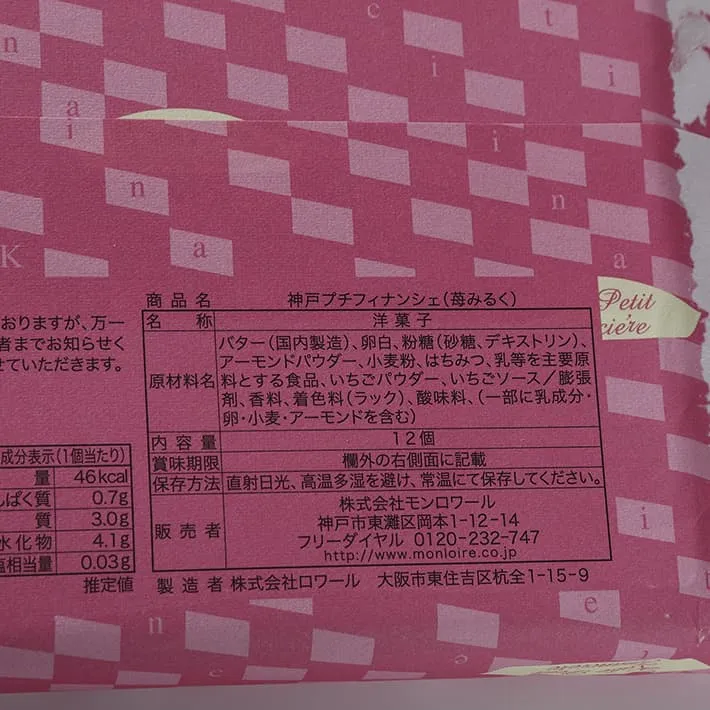 商品名 神戸プチフィナンシェ(苺みるく)
名称 洋菓子
原材料名 バター(国内製造)、卵白、粉糖(砂糖、デキストリン)、
アーモンドパウダー、小麦粉、はちみつ、乳等を主要原
料とする食品、いちごパウダー、いちごソース/膨張
剤、香料、着色料(ラック)、酸味料、(一部に乳成分・
卵・小麦・アーモンドを含む)
内容量 12個
賞味期限 欄外の右側面に記載
保存方法 直射日光、高温多湿を避け、常温にて保存してください。
販売者 株式会社モンロワール
神戸市東灘区岡本1-12-14
フリーダイヤル 0120-232-747
http://www.monloire.co.jp
製造者 株式会社ロワール 大阪市東住吉区杭全1-15-9
おりますが、万一
者までお知らせく
せていただきます。
成分表示(1個当たり)
量 46kcal
んぱく質 0.7g
質 3.0g
水化物 4.1g
塩相当量 0.03g
推定値
Petit
cière